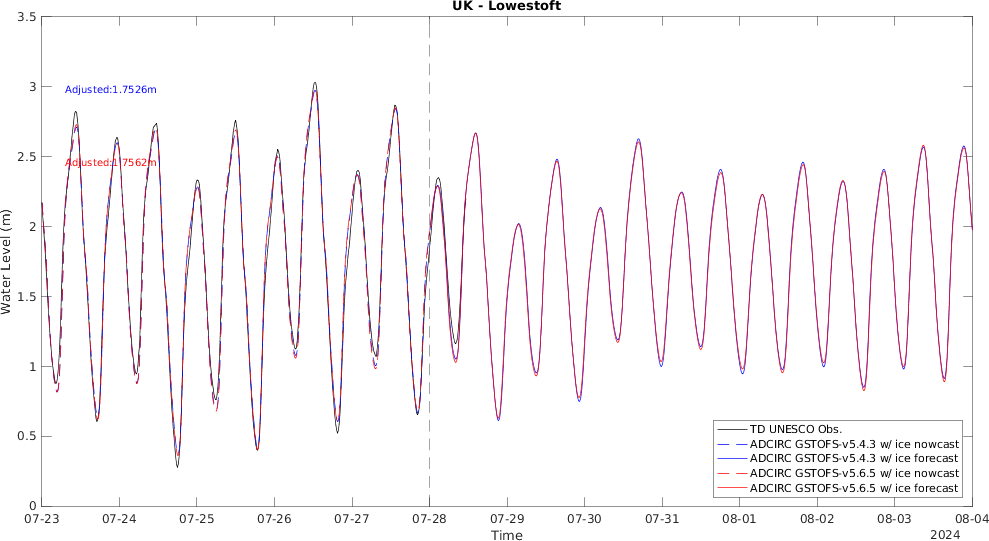 UK - Lowestoft
3.5
3
2.5
2
1.5
1
0.5
0
Water Level (m)
Adjusted:1.7526m
Adjusted:1.7562m
TD UNESCO Obs.
ADCIRC GSTOFS-v5.4.3 w/ ice nowcast
ADCIRC GSTOFS-v5.4.3 w/ ice forecast
ADCIRC GSTOFS-v5.6.5 w/ ice nowcast
ADCIRC GSTOFS-v5.6.5 w/ ice forecast
07-23 07-24 07-25 07-26 07-27 07-28 07-29 07-30 07-31 08-01 08-02 08-03 08-04
Time
2024